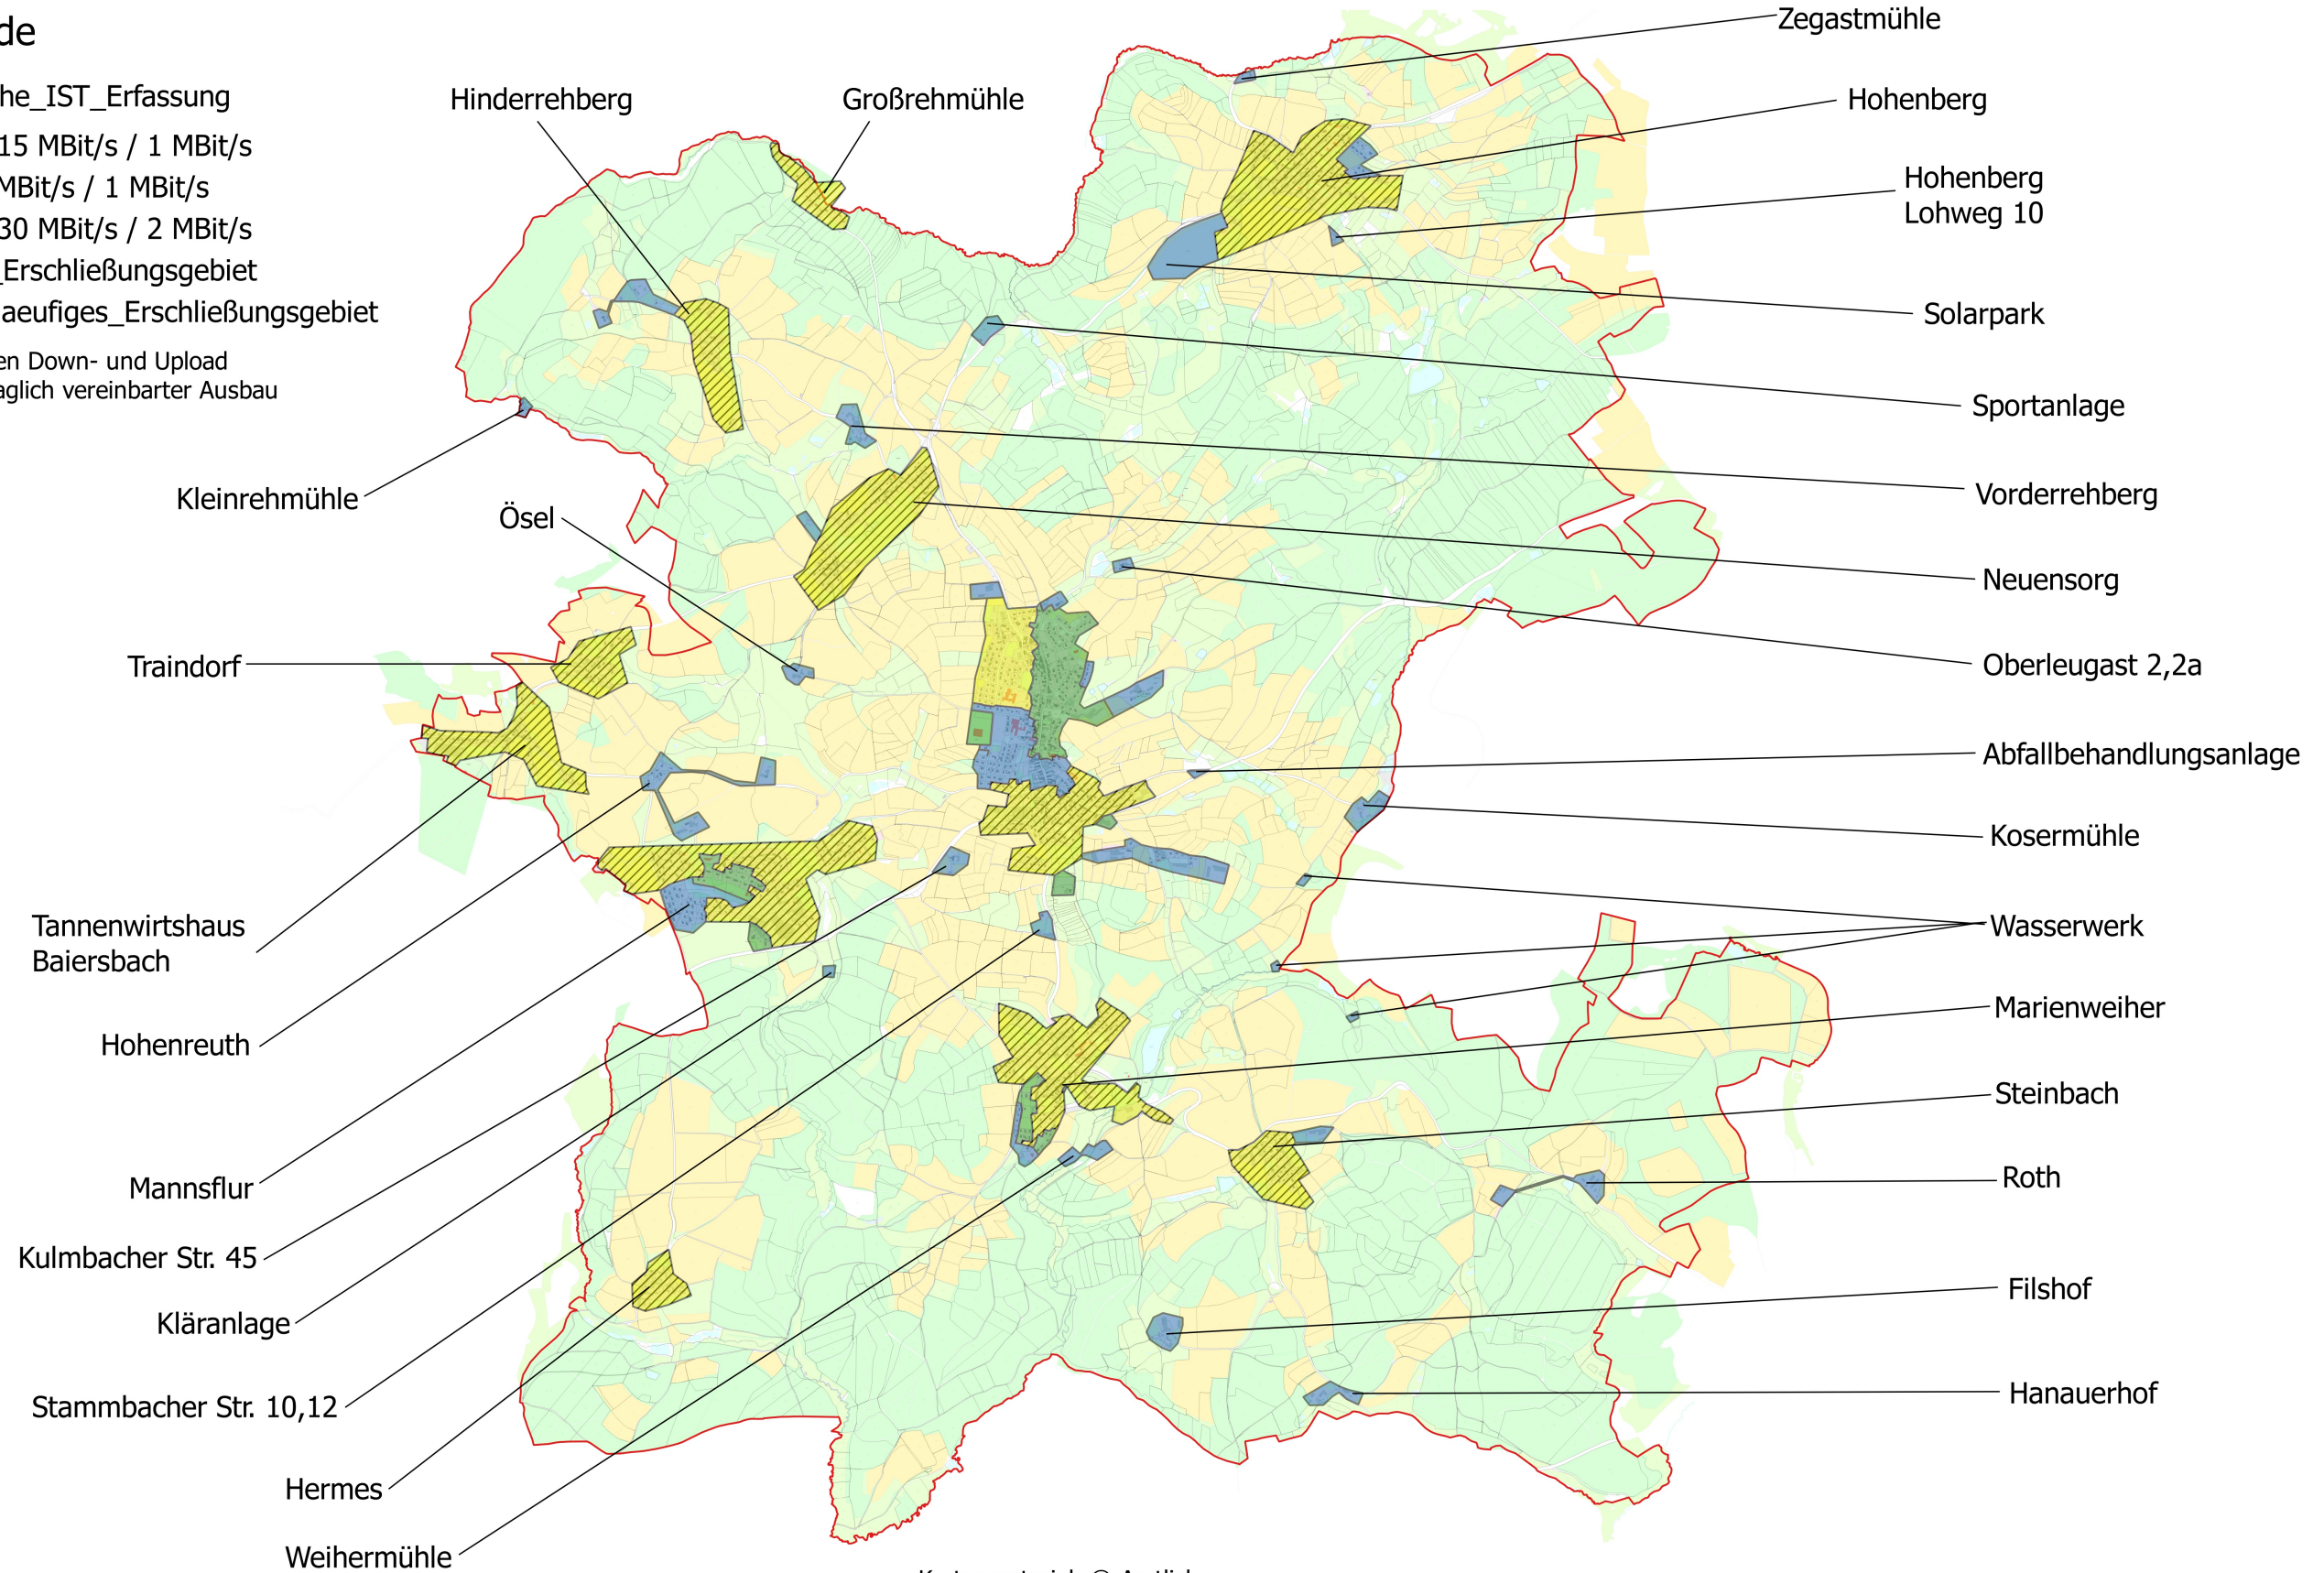 de
he_IST_Erfassung
15 MBit/s / 1 MBit/s
MBit/s / 1 MBit/s
30 MBit/s / 2 MBit/s
_Erschließungsgebiet
aeufiges_Erschließungsgebiet
en Down- und Upload
aglich vereinbarter Ausbau
Zegastmühle
Hinderrehberg
Großrehmühle
Hohenberg
Hohenberg
Lohweg 10
Solarpark
Sportanlage
Kleinrehmühle
Ösel
Vorderrehberg
Neuensorg
Traindorf
Oberleugast 2,2a
Abfallbehandlungsanlage
Kosermühle
Tannenwirtshaus
Baiersbach
Wasserwerk
Hohenreuth
Marienweiher
Steinbach
Mannsflur
Roth
Kulmbacher Str. 45
Filshof
Kläranlage
Stammbacher Str. 10,12
Hanauerhof
Hermes
Weihermühle